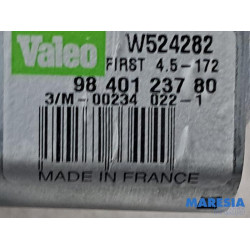 Valeo
W524282
FIRST 4.5-172
98 401 237 80
3/M-00234 022-1
MADE IN FRANCE
MARESIA